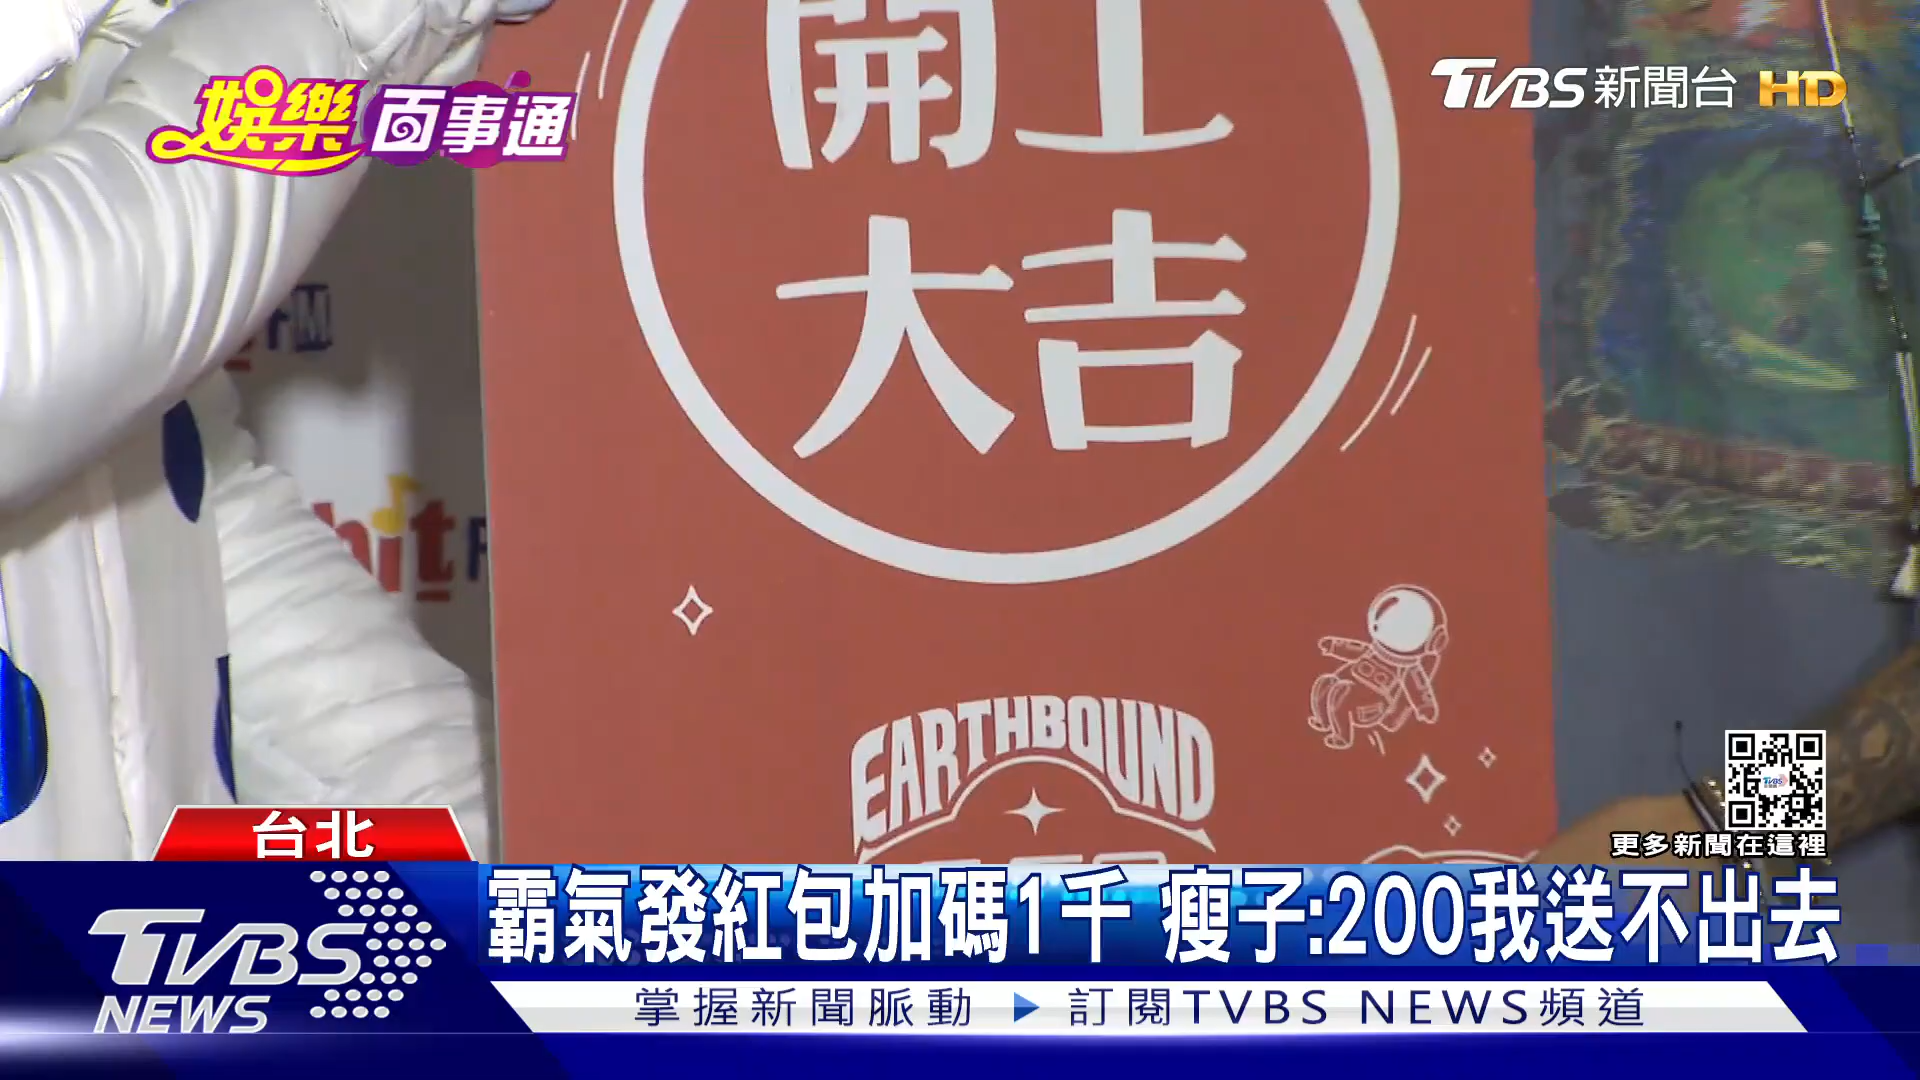 娛樂百事通
TVBS新聞台 HD
開工
大吉
FM
hit F
EARTHBOUND
TVBS
更多新聞在這裡
台北
霸氣發紅包加碼1千 瘦子:200我送不出去
TVBS
NEWS
掌握新聞脈動 ▶ 訂閱TVBS NEWS頻道